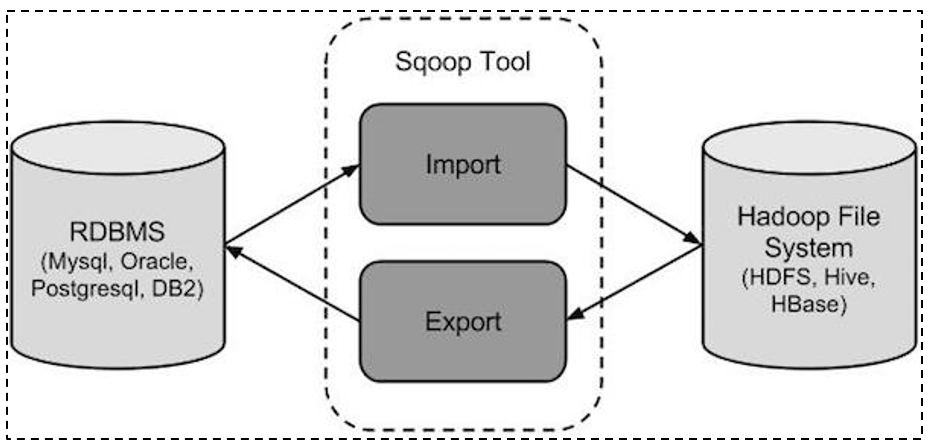 Sqoop Tool
Import
RDBMS
(Mysql, Oracle,
Postgresql, DB2)
Hadoop File
System
(HDFS, Hive,
HBase)
Export